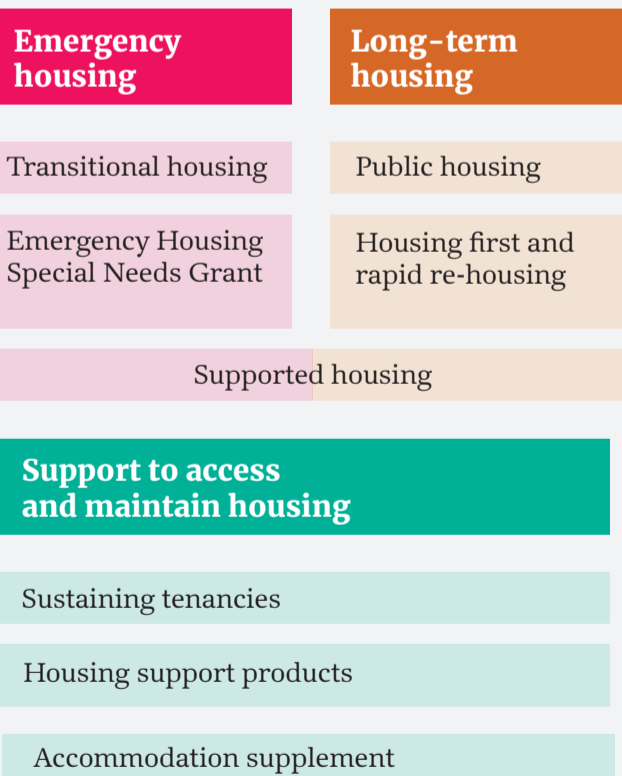 Emergency
housing
Long-term
housing
Transitional housing
Public housing
Emergency Housing
Special Needs Grant
Housing first and
rapid re-housing
Supported housing
Support to access
and maintain housing
Sustaining tenancies
Housing support products
Accommodation supplement